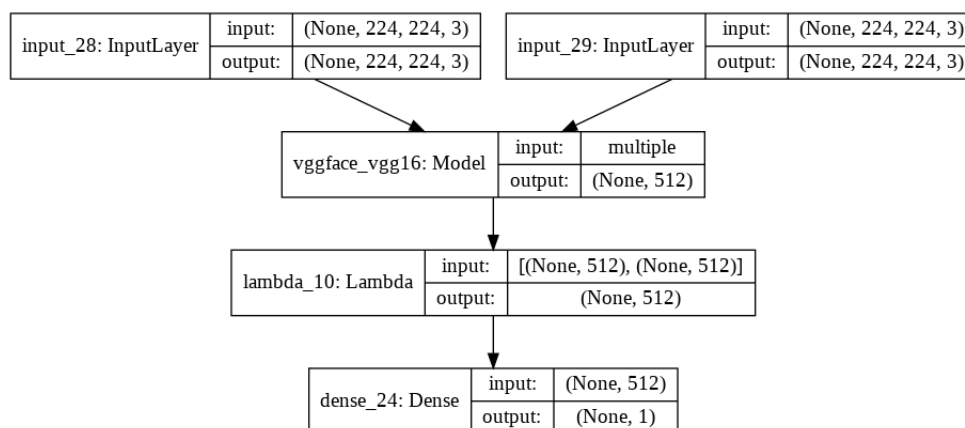 input_28: InputLayer input: (None, 224, 224, 3)
output: (None, 224, 224, 3)
input_29: InputLayer input: (None, 224, 224, 3)
output: (None, 224, 224, 3)
vggface_vgg16: Model input: multiple
output: (None, 512)
lambda_10: Lambda input: [(None, 512), (None, 512)]
output: (None, 512)
dense_24: Dense input: (None, 512)
output: (None, 1)